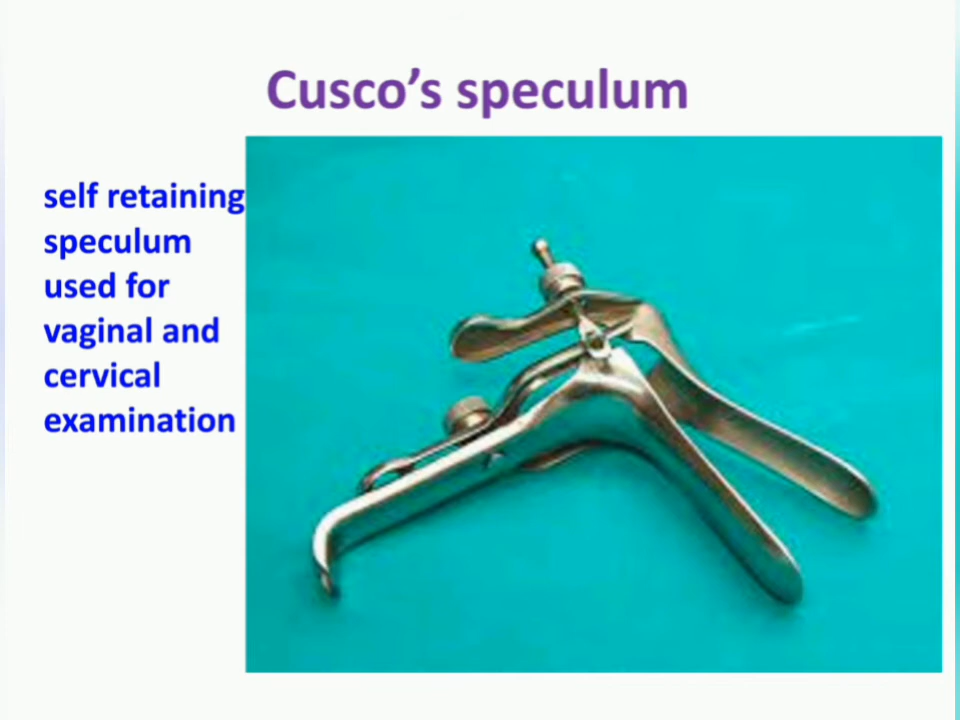 Cusco’s speculum
self retaining
speculum
used for
vaginal and
cervical
examination